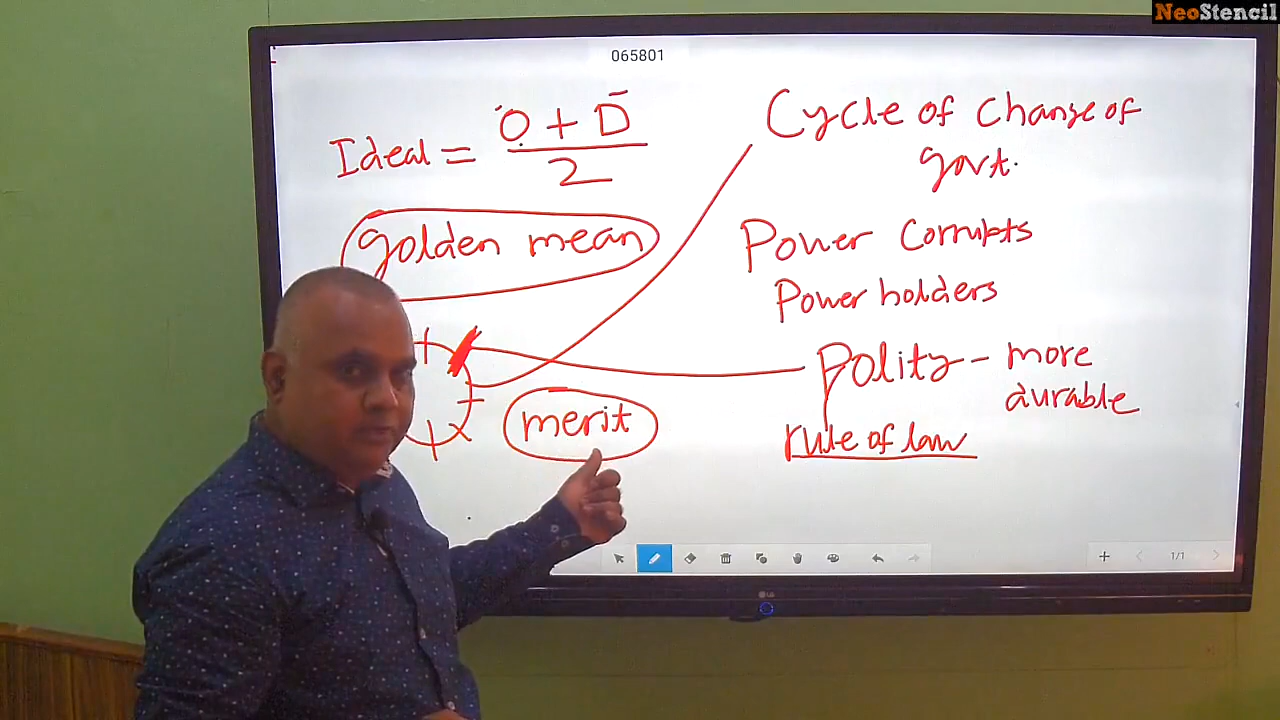 NeoStencil
065801
Ideal = O + D
2
golden mean
merit
Cycle of change of
govt.
Power Corrupts
Power holders
Polity - more
durable
rule of law
1/1
LG